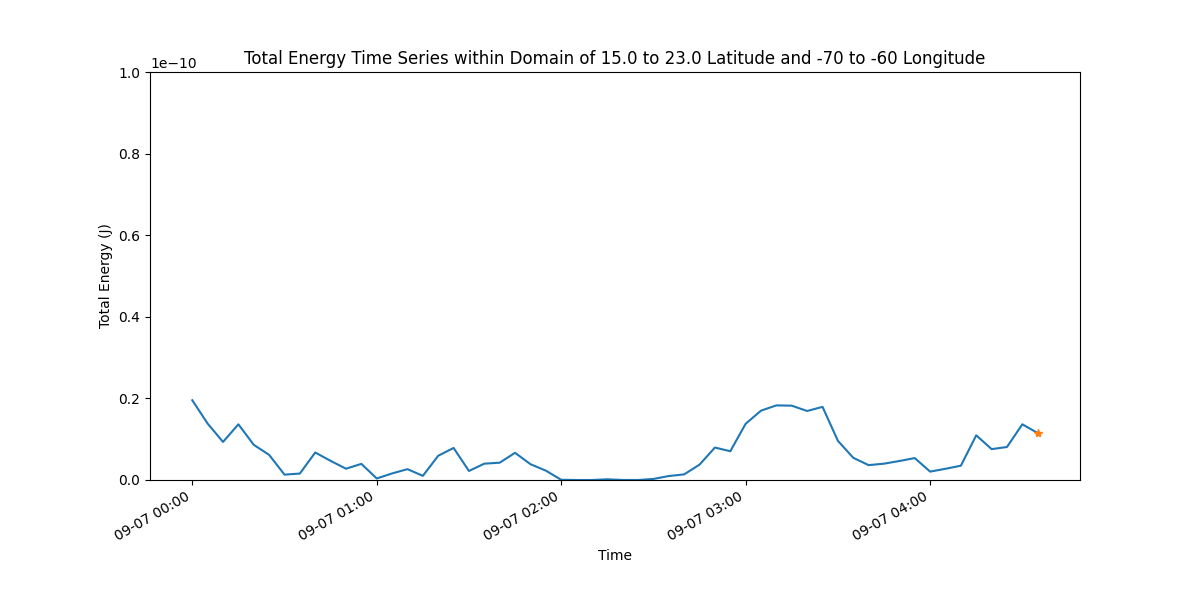 Total Energy Time Series within Domain of 15.0 to 23.0 Latitude and -70 to -60 Longitude
1e−10
1.0
0.8
0.6
0.4
0.2
0.0
Total Energy (J)
09-07 00:00
09-07 01:00
09-07 02:00
09-07 03:00
09-07 04:00
Time